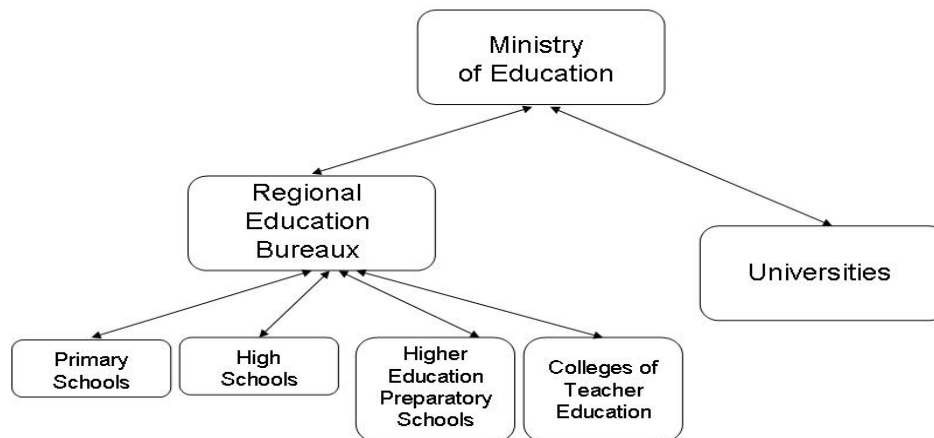 Ministry
of Education
Regional
Education
Bureaux
Universities
Primary
Schools
High
Schools
Higher
Education
Preparatory
Schools
Colleges of
Teacher
Education